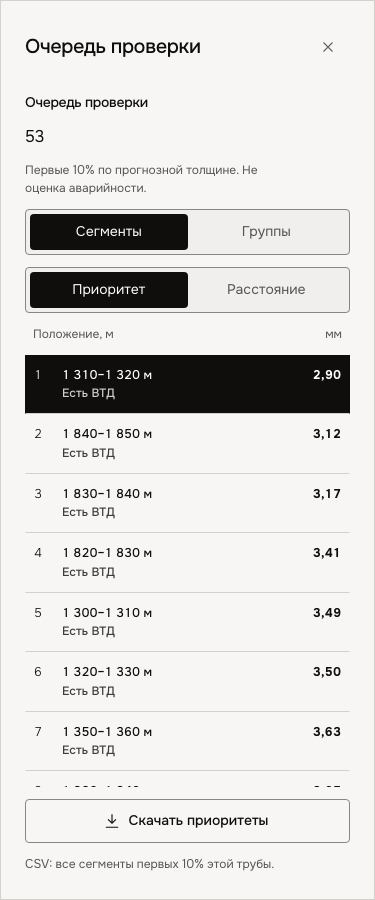 Очередь проверки
Очередь проверки
53
Первые 10% по прогнозной толщине. Не
оценка аварийности.
Сегменты Группы
Приоритет Расстояние
Положение, м мм
1 1 310–1 320 м 2,90
Есть ВТД
2 1 840–1 850 м 3,12
Есть ВТД
3 1 830–1 840 м 3,17
Есть ВТД
4 1 820–1 830 м 3,41
Есть ВТД
5 1 300–1 310 м 3,49
Есть ВТД
6 1 320–1 330 м 3,50
Есть ВТД
7 1 350–1 360 м 3,63
Есть ВТД
Скачать приоритеты
CSV: все сегменты первых 10% этой трубы.